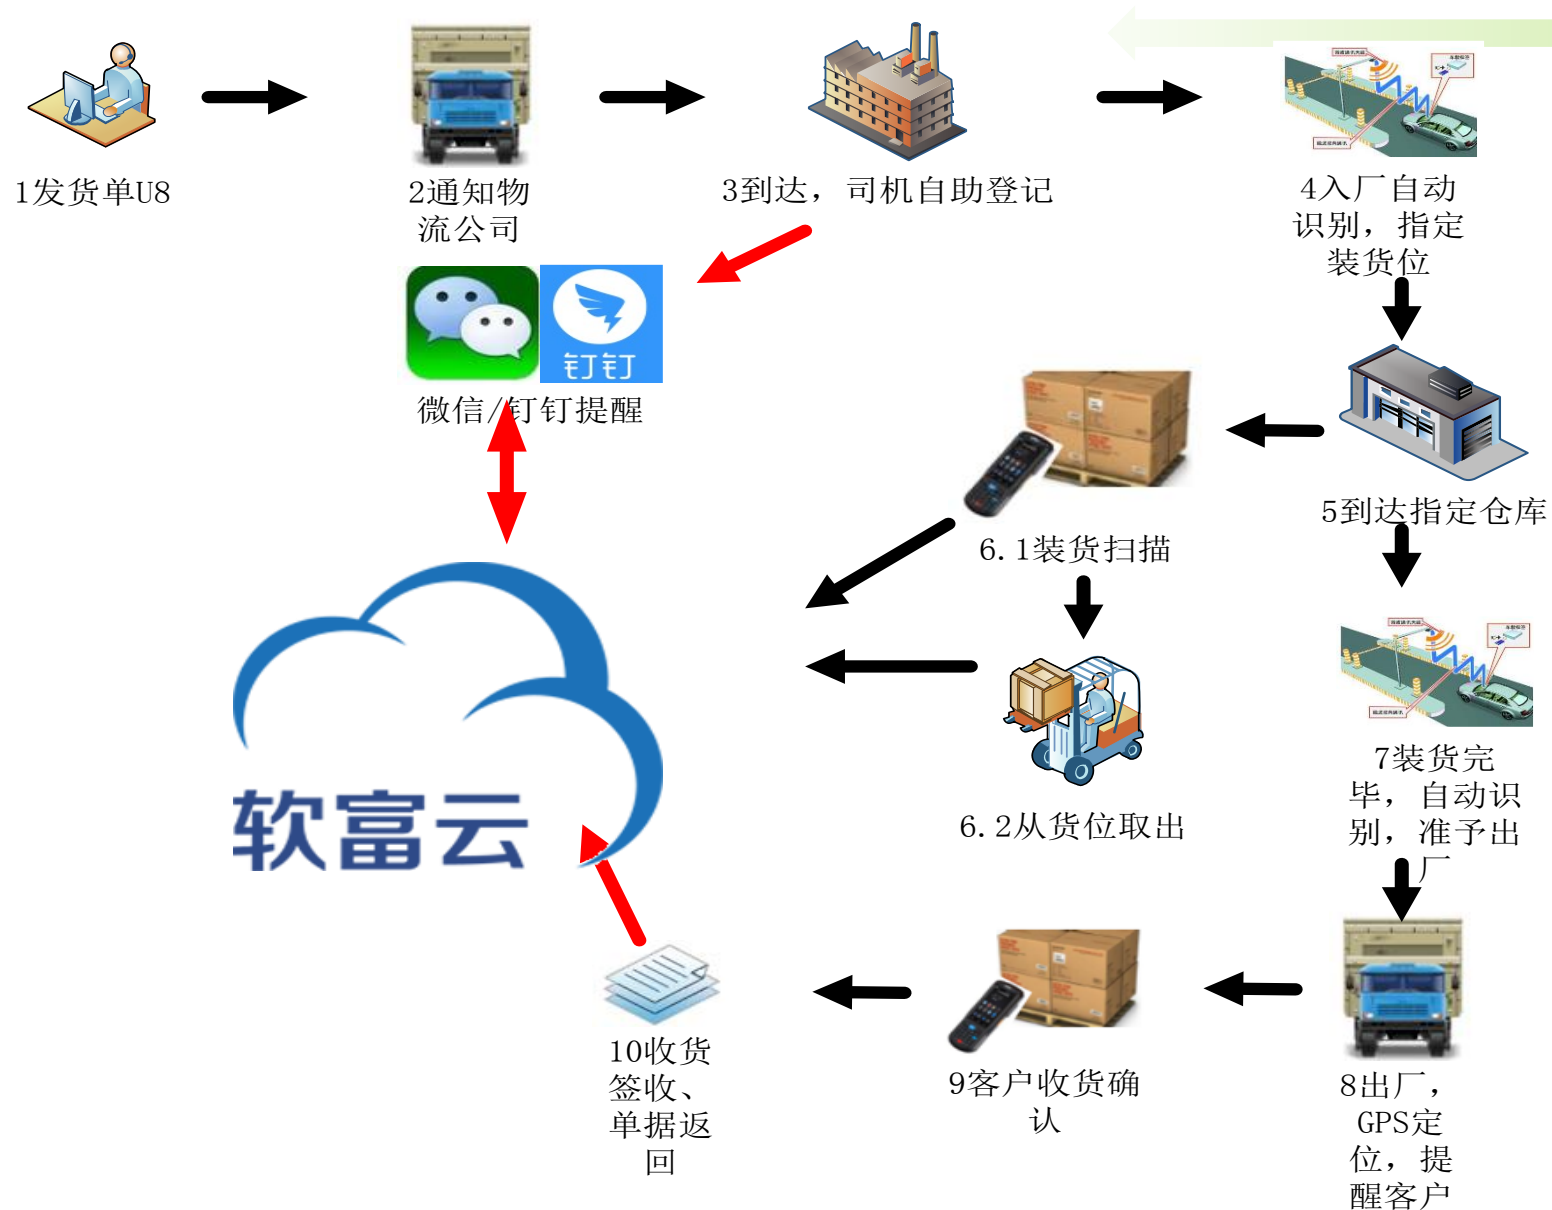 1发货单U8
2通知物
流公司
3到达，司机自助登记
4入厂自动
识别，指定
装货位
钉钉
微信/钉钉提醒
5到达指定仓库
6.1装货扫描
软富云
6.2从货位取出
7装货完
毕，自动识
别，准予出
厂
8出厂，
GPS定
位，提
醒客户
9客户收货确
认
10收货
签收、
单据返
回